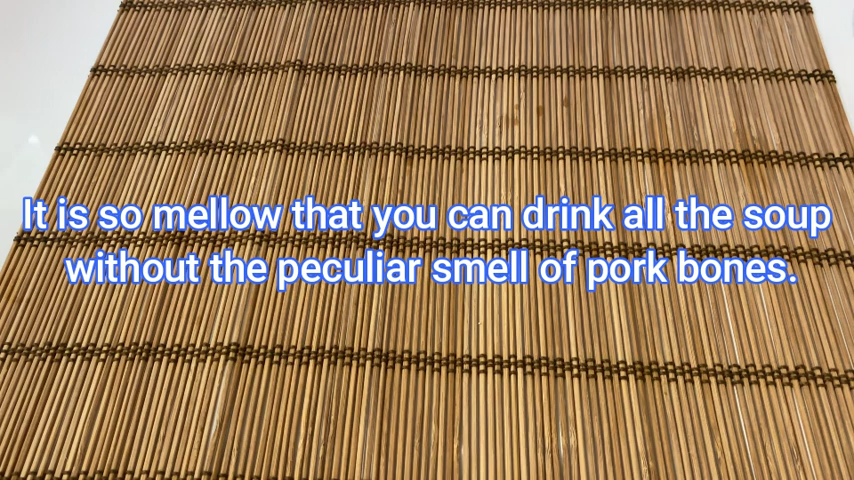 It is so mellow that you can drink all the soup
without the peculiar smell of pork bones.